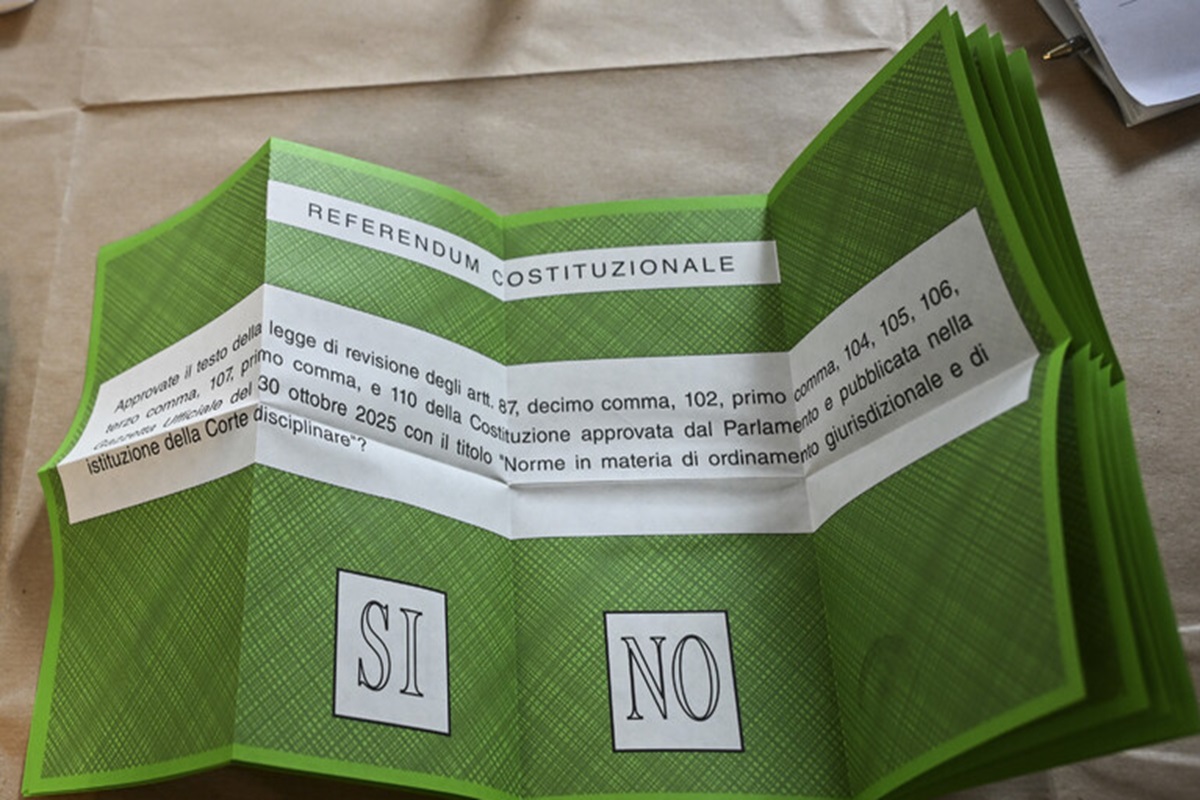 REFERENDUM COSTITUZIONALE
Approvate il testo della legge di revisione degli artt. 87, decimo comma, 102, primo comma, 104, 105, 106,
terzo comma, 107, primo comma, e 110 della Costituzione approvata dal Parlamento e pubblicata nella
Gazzetta Ufficiale del 30 ottobre 2025 con il titolo "Norme in materia di ordinamento giurisdizionale e di
istituzione della Corte disciplinare"?
SI
NO